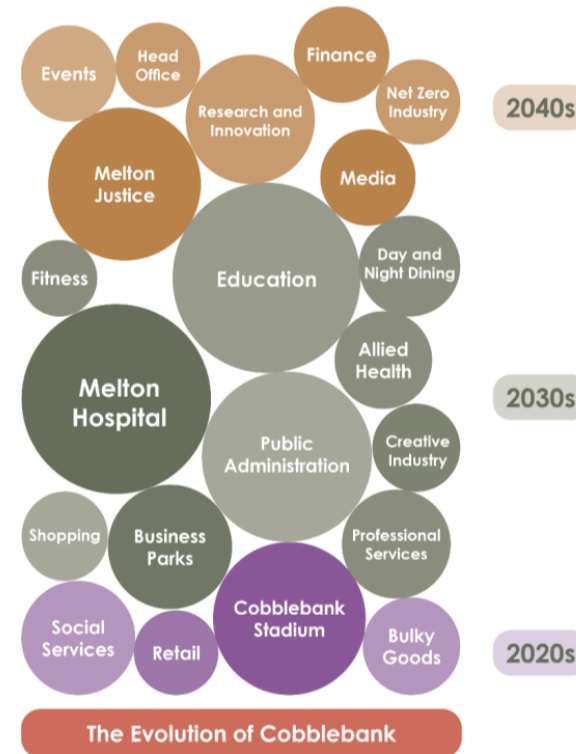 Events
Head
Office
Finance
Research and
Innovation
Net Zero
Industry
2040s
Melton
Justice
Media
Fitness
Education
Day and
Night Dining
Melton
Hospital
Allied
Health
2030s
Public
Administration
Creative
Industry
Shopping
Business
Parks
Professional
Services
Social
Services
Retail
Cobblebank
Stadium
Bulky
Goods
2020s
The Evolution of Cobblebank